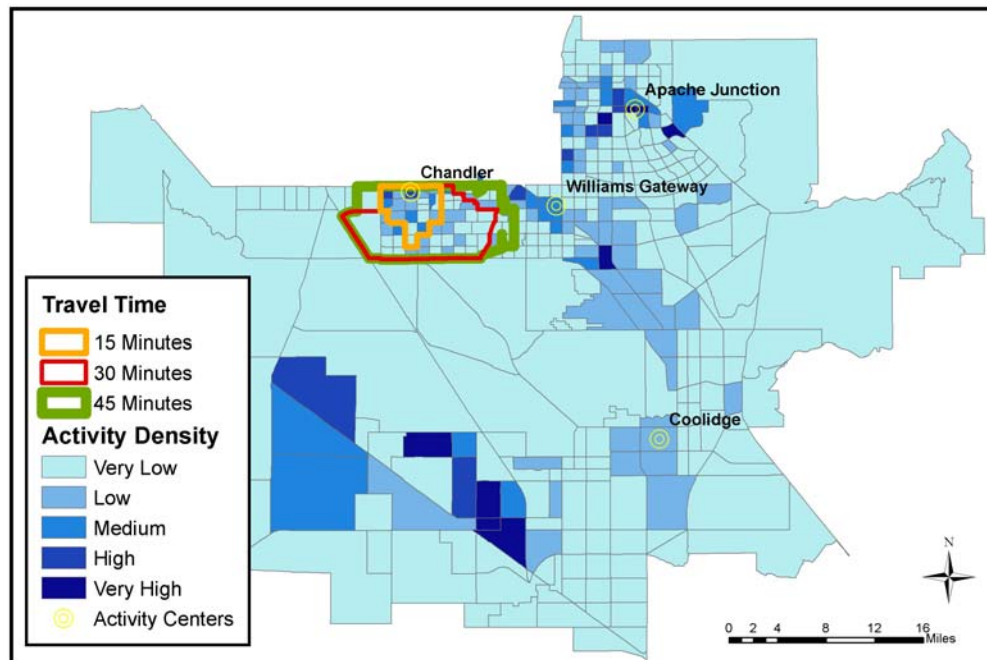 Apache Junction
Chandler
Williams Gateway
Coolidge
Travel Time
15 Minutes
30 Minutes
45 Minutes
Activity Density
Very Low
Low
Medium
High
Very High
Activity Centers
N
0 2 4 8 12 16
Miles